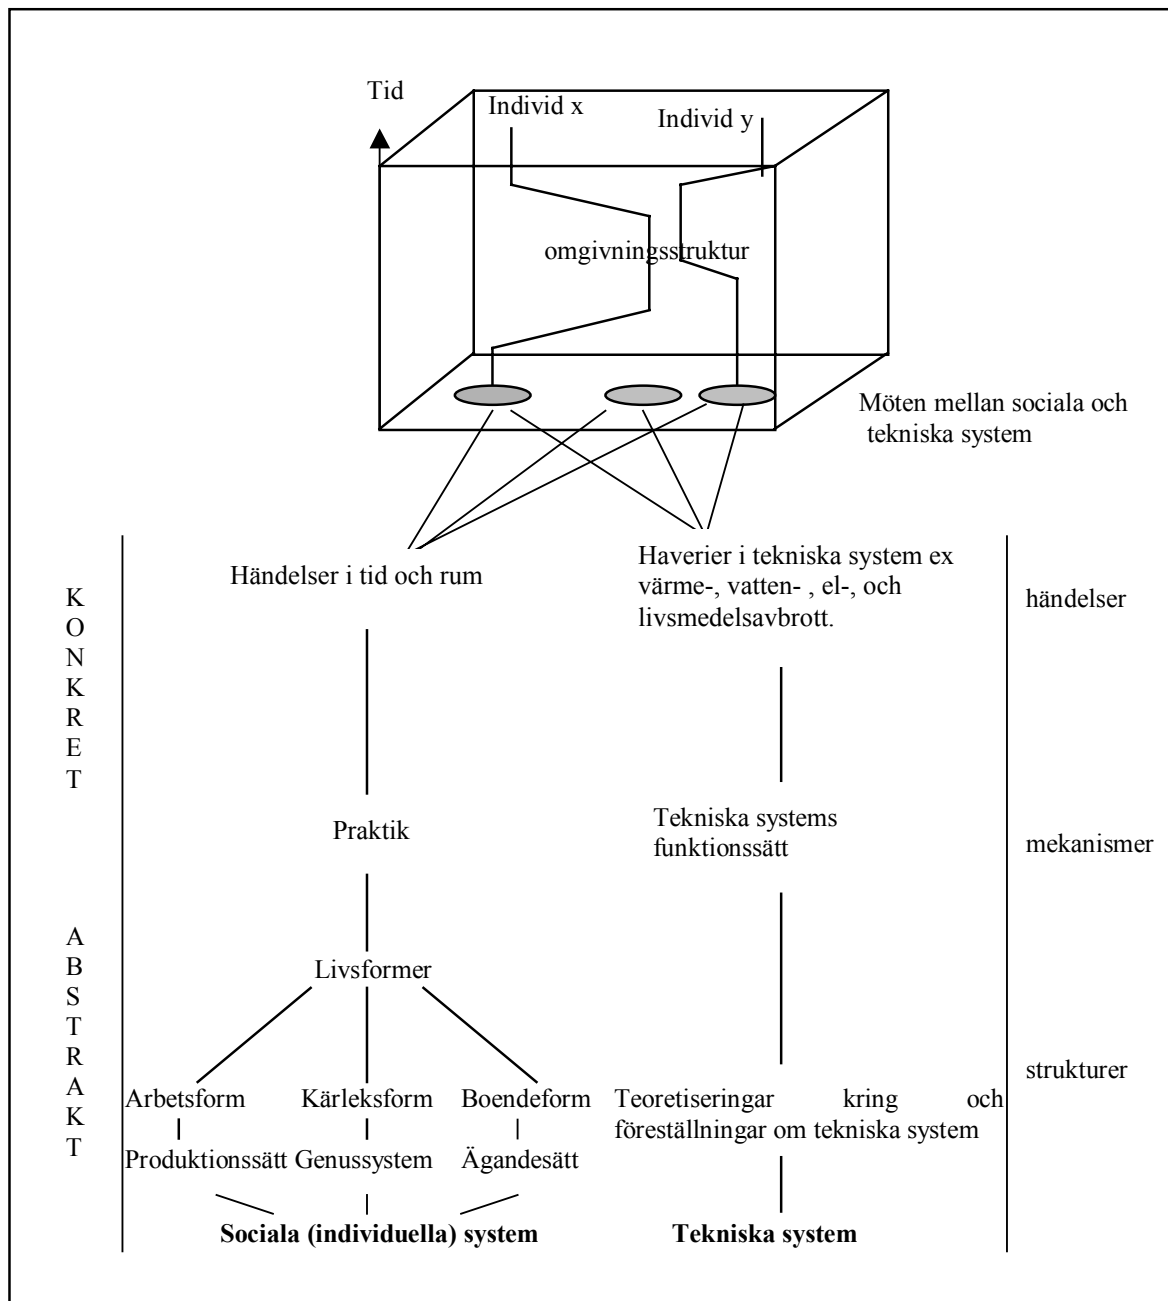 Tid
Individ x
Individ y
omgivningsstruktur
Möten mellan sociala och
tekniska system
Händelser i tid och rum
Haverier i tekniska system ex
värme-, vatten- , el-, och
livsmedelsavbrott.
händelser
KONKRET
Praktik
Tekniska systems
funktionssätt
mekanismer
ABSTRAKT
Livsformer
strukturer
Arbetsform Kärleksform Boendeform
Teoretiseringar kring och
föreställningar om tekniska system
Produktionssätt Genussystem Ägandesätt
Sociala (individuella) system
Tekniska system